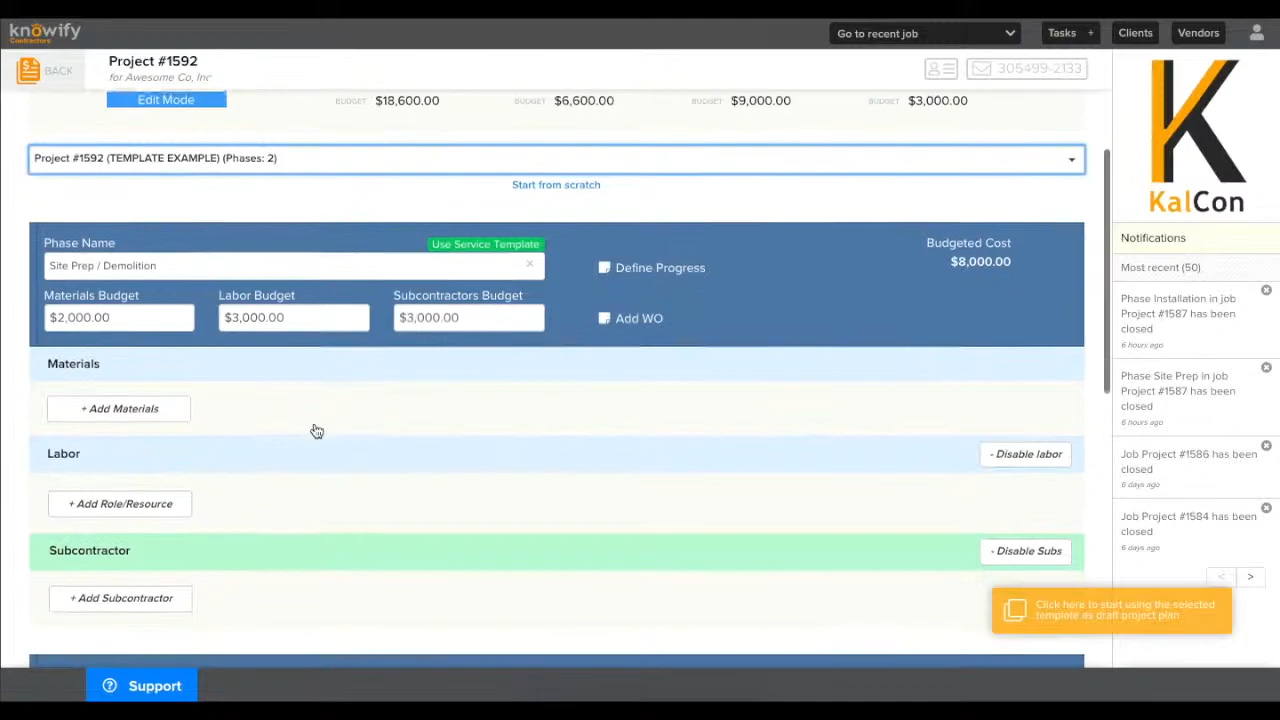 knowify
Contractors
Go to recent job
Tasks +
Clients
Vendors
BACK
Project #1592
for Awesome Co, Inc
305-499-2133
Edit Mode
BUDGET $18,600.00
BUDGET $6,600.00
BUDGET $9,000.00
BUDGET $3,000.00
Project #1592 (TEMPLATE EXAMPLE) (Phases: 2)
Start from scratch
Phase Name
Use Service Template
Site Prep / Demolition
Define Progress
Budgeted Cost
$8,000.00
Materials Budget
Labor Budget
Subcontractors Budget
$2,000.00
$3,000.00
$3,000.00
Add WO
Materials
+ Add Materials
Labor
- Disable labor
+ Add Role/Resource
Subcontractor
- Disable Subs
+ Add Subcontractor
K
KalCon
Notifications
Most recent (50)
Phase Installation in job
Project #1587 has been
closed
6 hours ago
Phase Site Prep in job
Project #1587 has been
closed
6 hours ago
Job Project #1586 has been
closed
6 days ago
Job Project #1584 has been
closed
6 days ago
< >
Click here to start using the selected
template as draft project plan
Support